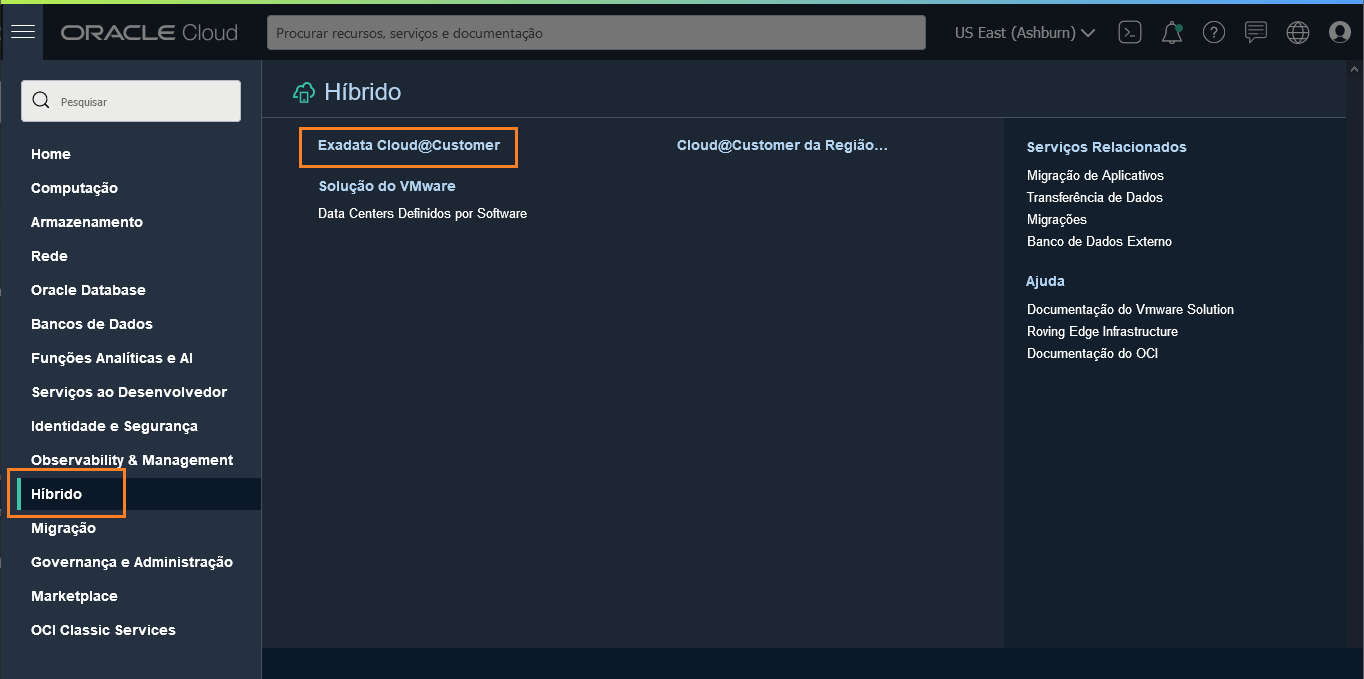 ORACLE Cloud
Procurar recursos, serviços e documentação
US East (Ashburn)
Pesquisar
Home
Computação
Armazenamento
Rede
Oracle Database
Bancos de Dados
Funções Analíticas e AI
Serviços ao Desenvolvedor
Identidade e Segurança
Observability & Management
Híbrido
Migração
Governança e Administração
Marketplace
OCI Classic Services
Híbrido
Exadata Cloud@Customer
Solução do VMware
Data Centers Definidos por Software
Cloud@Customer da Região...
Serviços Relacionados
Migração de Aplicativos
Transferência de Dados
Migrações
Banco de Dados Externo
Ajuda
Documentação do Vmware Solution
Roving Edge Infrastructure
Documentação do OCI